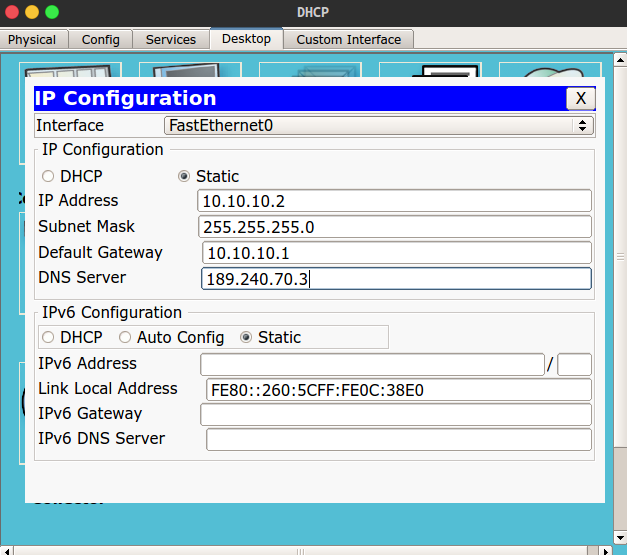 DHCP
Physical Config Services Desktop Custom Interface
IP Configuration X
Interface FastEthernet0
IP Configuration
DHCP Static
IP Address 10.10.10.2
Subnet Mask 255.255.255.0
Default Gateway 10.10.10.1
DNS Server 189.240.70.3
IPv6 Configuration
DHCP Auto Config Static
IPv6 Address /
Link Local Address FE80::260:5CFF:FE0C:38E0
IPv6 Gateway
IPv6 DNS Server